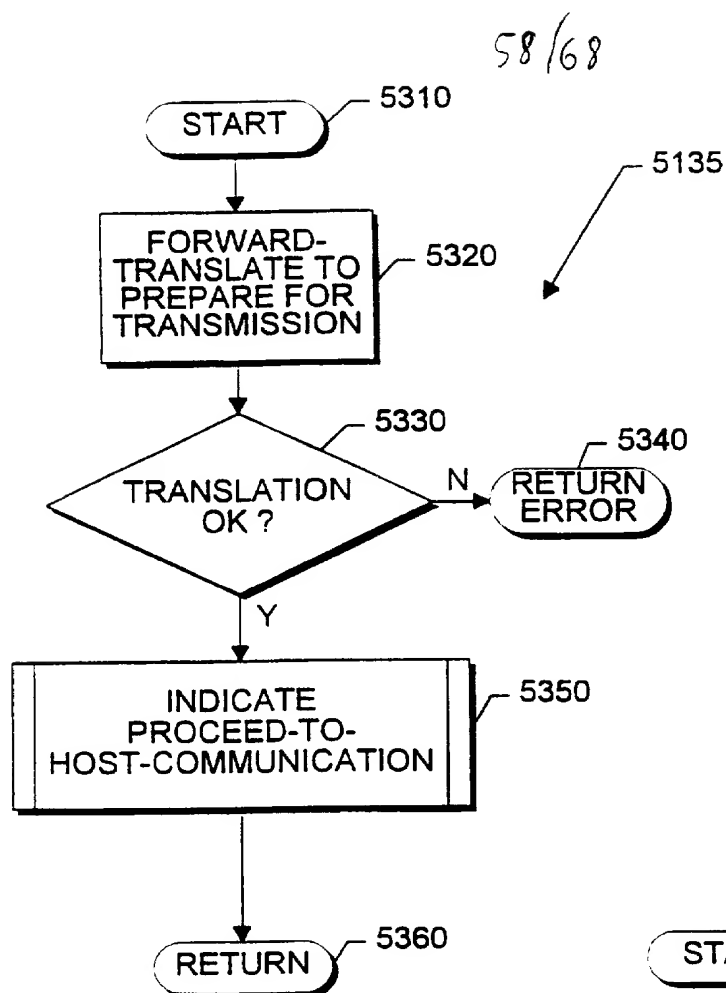 58/68
5310
START
5135
FORWARD-
TRANSLATE TO
PREPARE FOR
TRANSMISSION
5320
5330
TRANSLATION
OK ?
N
5340
RETURN
ERROR
Y
INDICATE
PROCEED-TO-
HOST-COMMUNICATION
5350
RETURN
5360